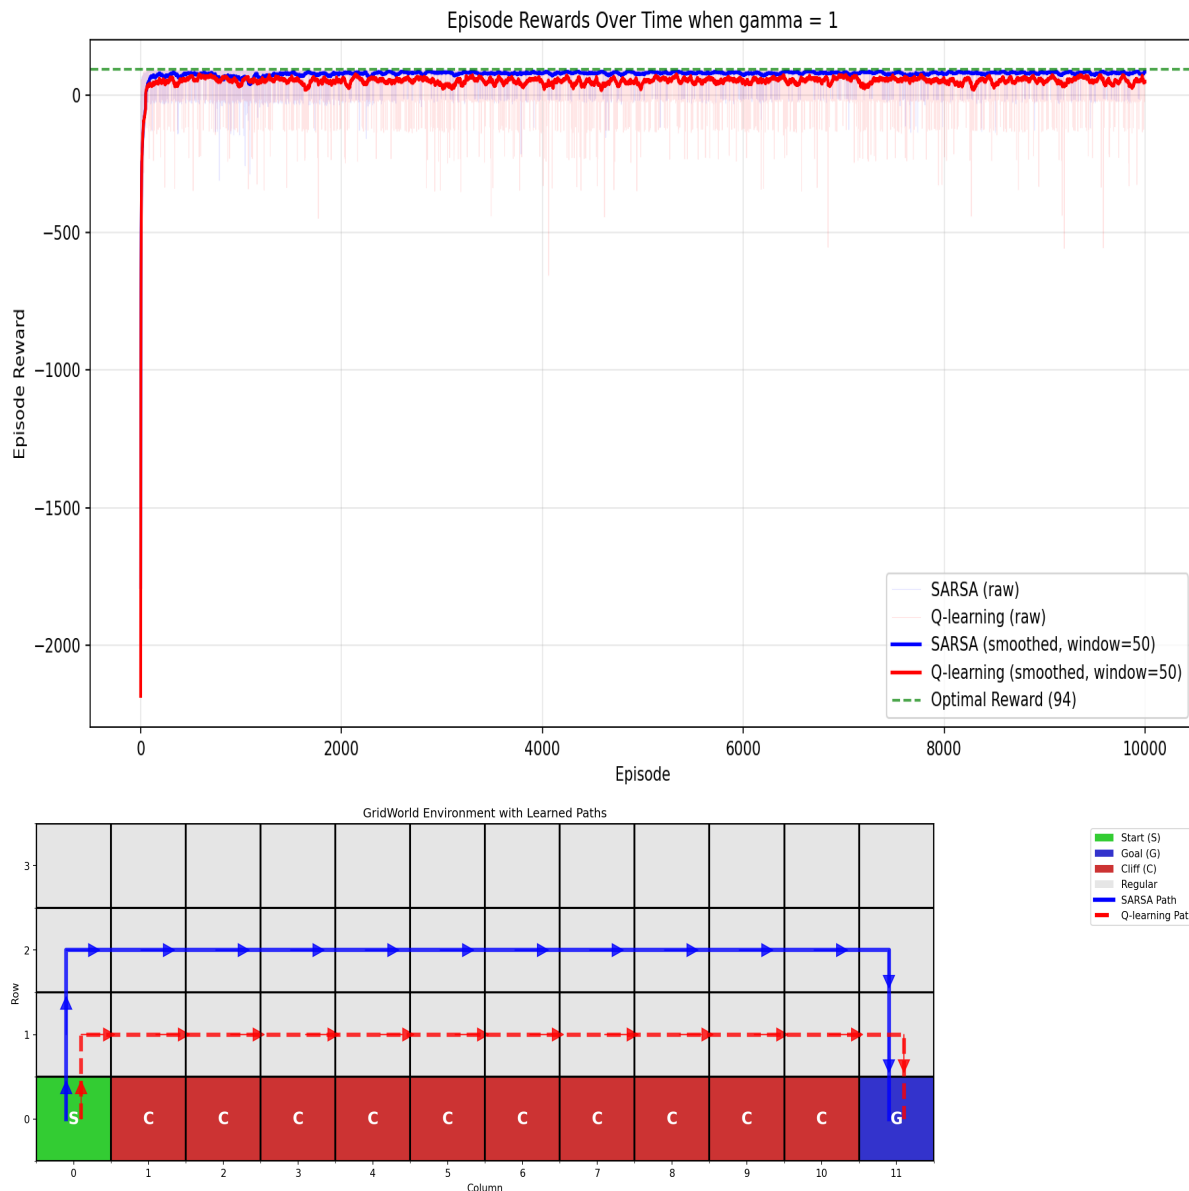 Episode Rewards Over Time when gamma = 1
Episode Reward
0
−500
−1000
−1500
−2000
0 2000 4000 6000 8000 10000
Episode
SARSA (raw)
Q-learning (raw)
SARSA (smoothed, window=50)
Q-learning (smoothed, window=50)
Optimal Reward (94)
GridWorld Environment with Learned Paths
Row
3
2
1
0
S C C C C C C C C C C G
0 1 2 3 4 5 6 7 8 9 10 11
Column
Start (S)
Goal (G)
Cliff (C)
Regular
SARSA Path
Q-learning Pat